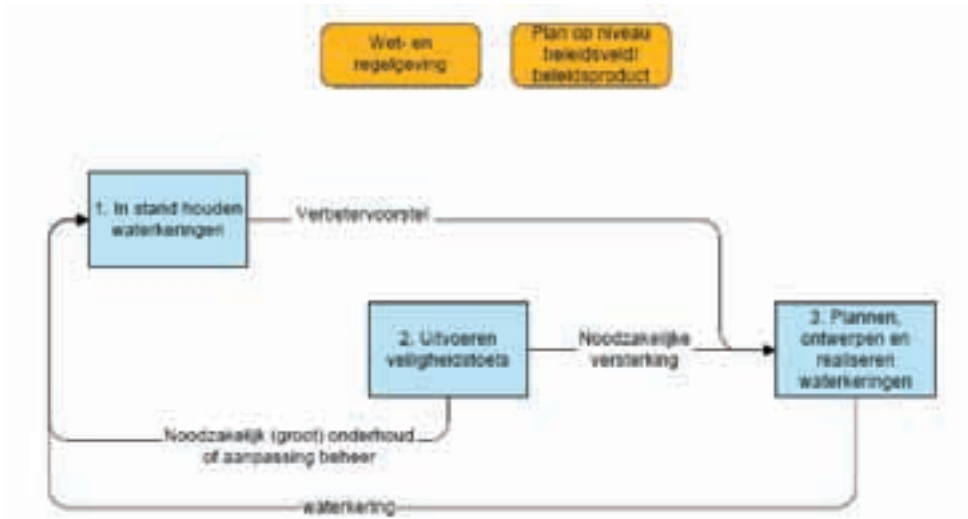 Wet- en
regelgeving
Plan op niveau
beleidsveld/
beleidsproduct
1. In stand houden
waterkeringen
Verbetervoorstel
2. Uitvoeren
veiligheidstoets
Noodzakelijke
versterking
3. Plannen,
ontwerpen en
realiseren
waterkeringen
Noodzakelijk (groot) onderhoud
of aanpassing beheer
waterkering